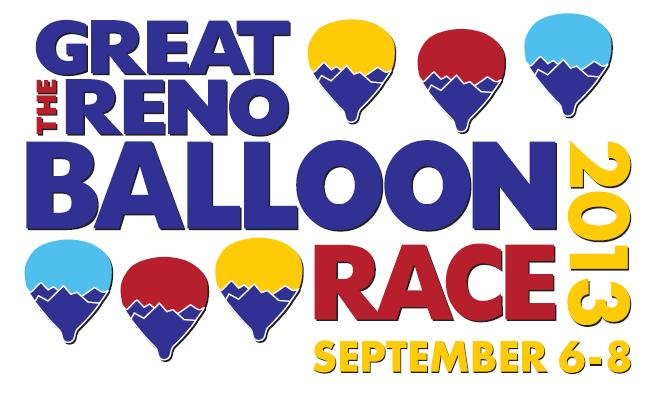 THE GREAT
RENO
BALLOON
RACE
2013
SEPTEMBER 6-8